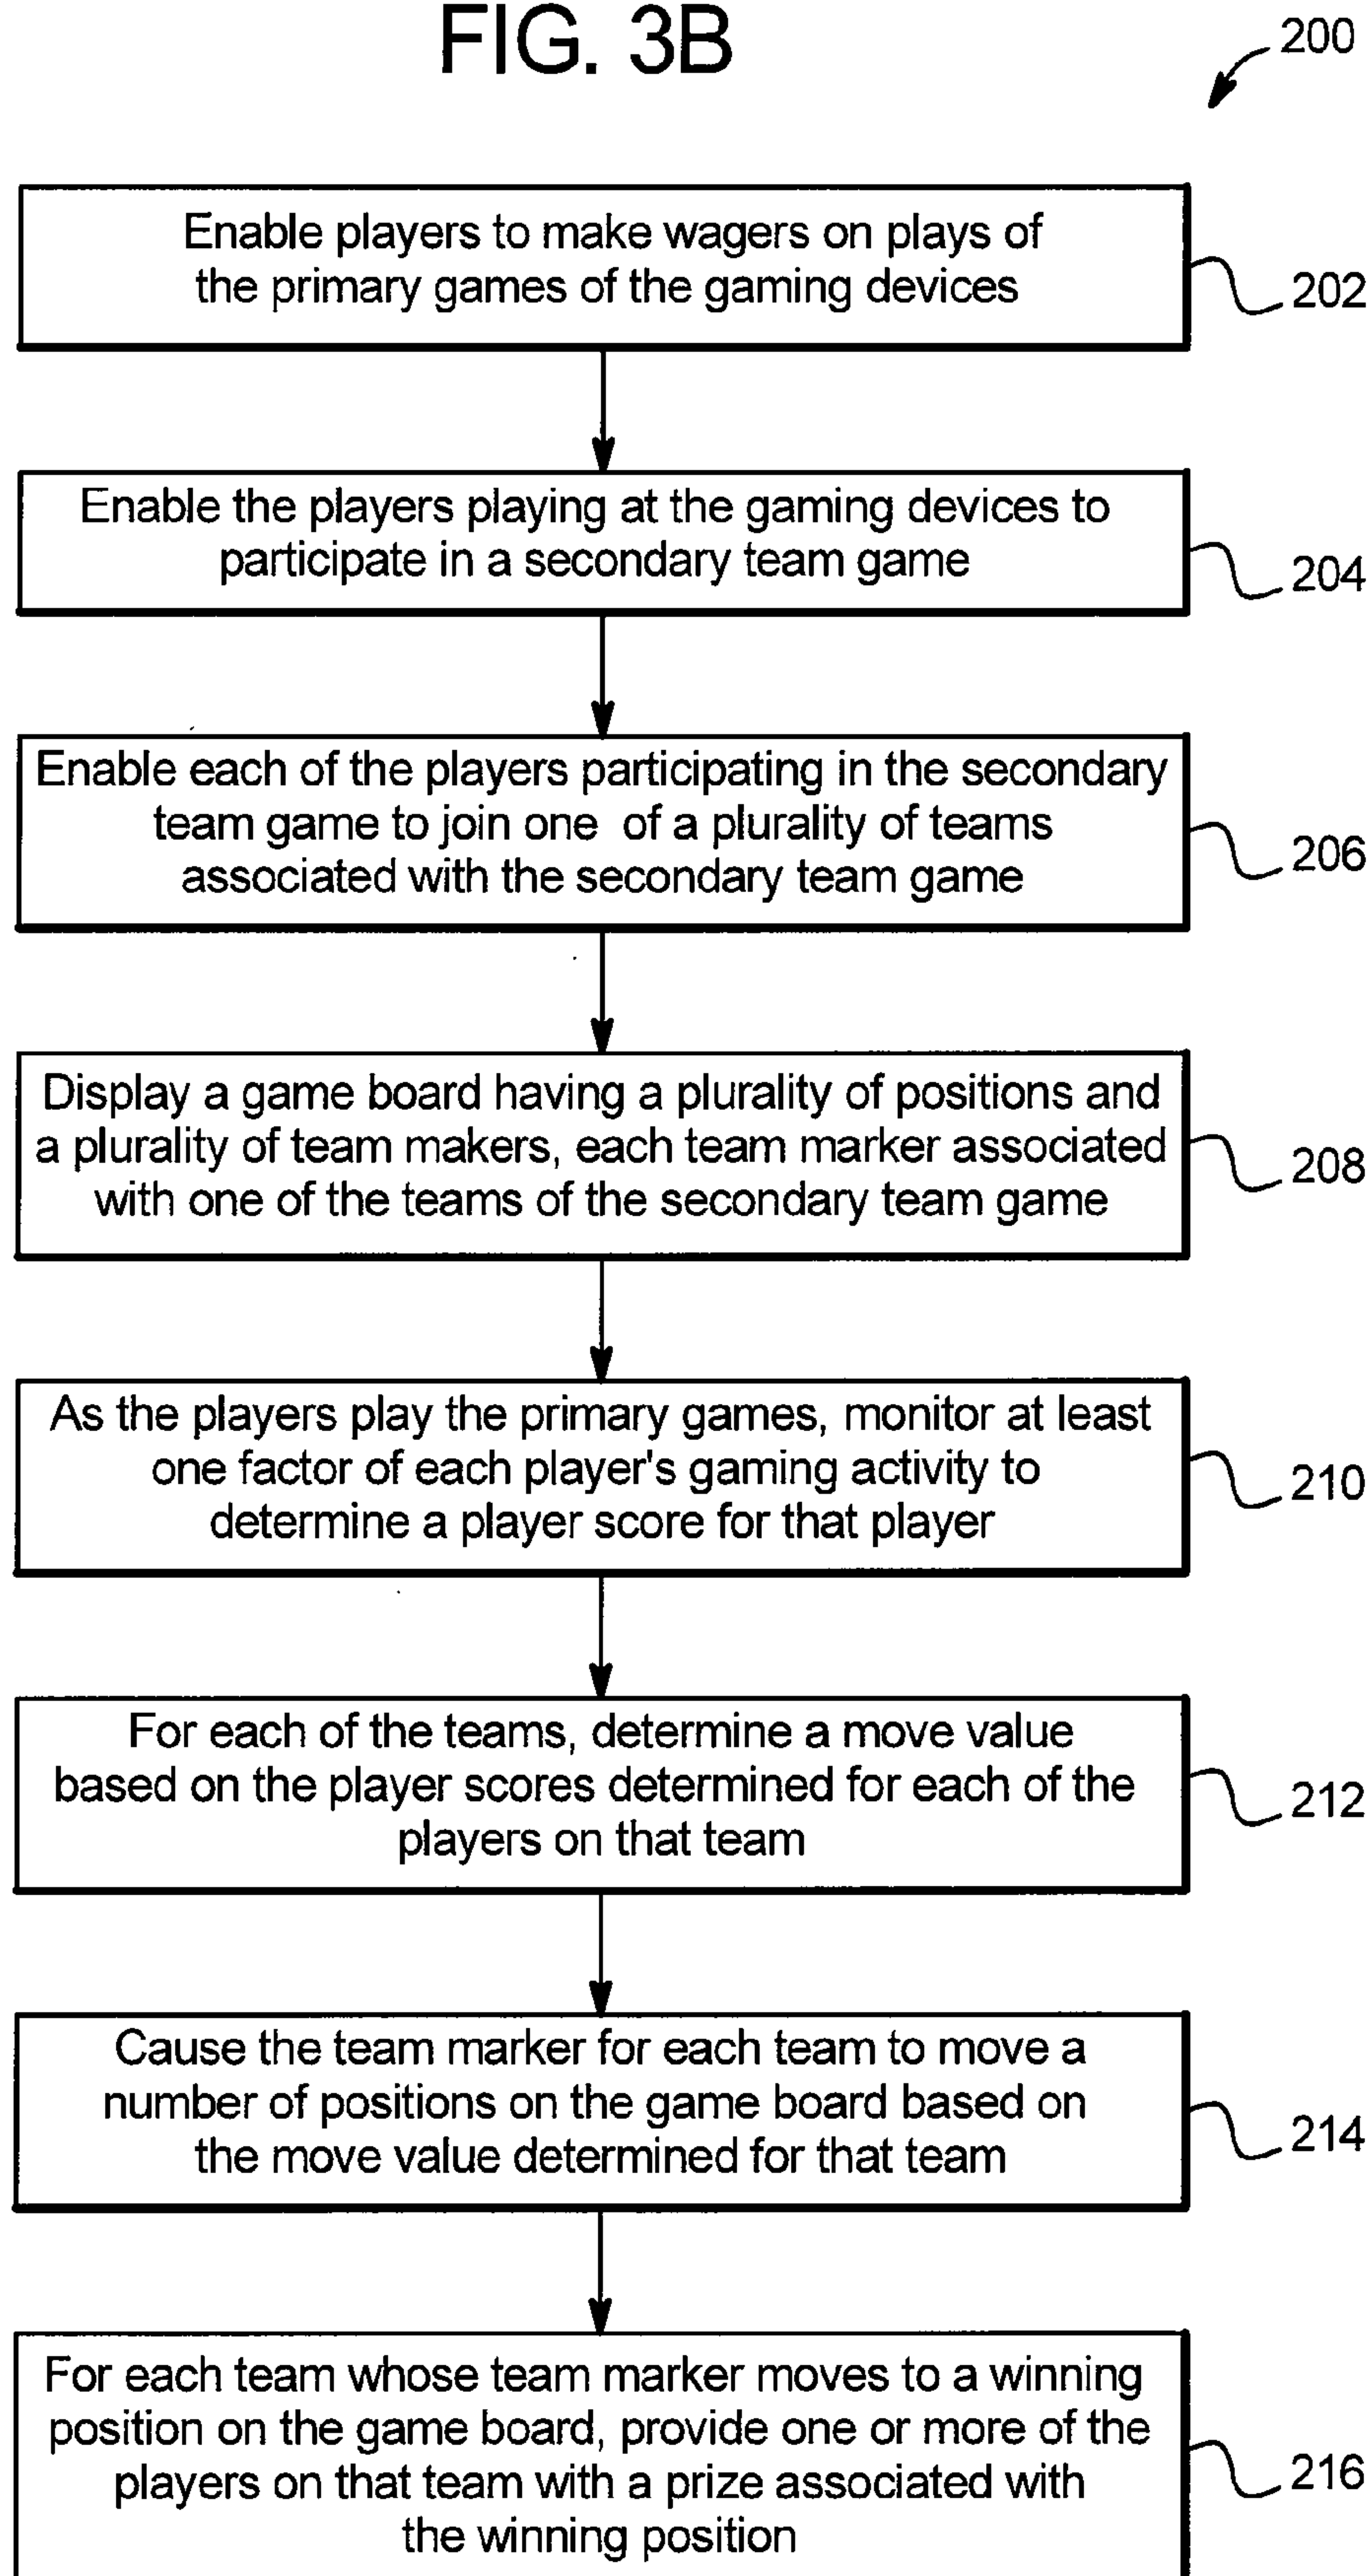 FIG. 3B
200
Enable players to make wagers on plays of
the primary games of the gaming devices
202
Enable the players playing at the gaming devices to
participate in a secondary team game
204
Enable each of the players participating in the secondary
team game to join one of a plurality of teams
associated with the secondary team game
206
Display a game board having a plurality of positions and
a plurality of team makers, each team marker associated
with one of the teams of the secondary team game
208
As the players play the primary games, monitor at least
one factor of each player's gaming activity to
determine a player score for that player
210
For each of the teams, determine a move value
based on the player scores determined for each of the
players on that team
212
Cause the team marker for each team to move a
number of positions on the game board based on
the move value determined for that team
214
For each team whose team marker moves to a winning
position on the game board, provide one or more of the
players on that team with a prize associated with
the winning position
216